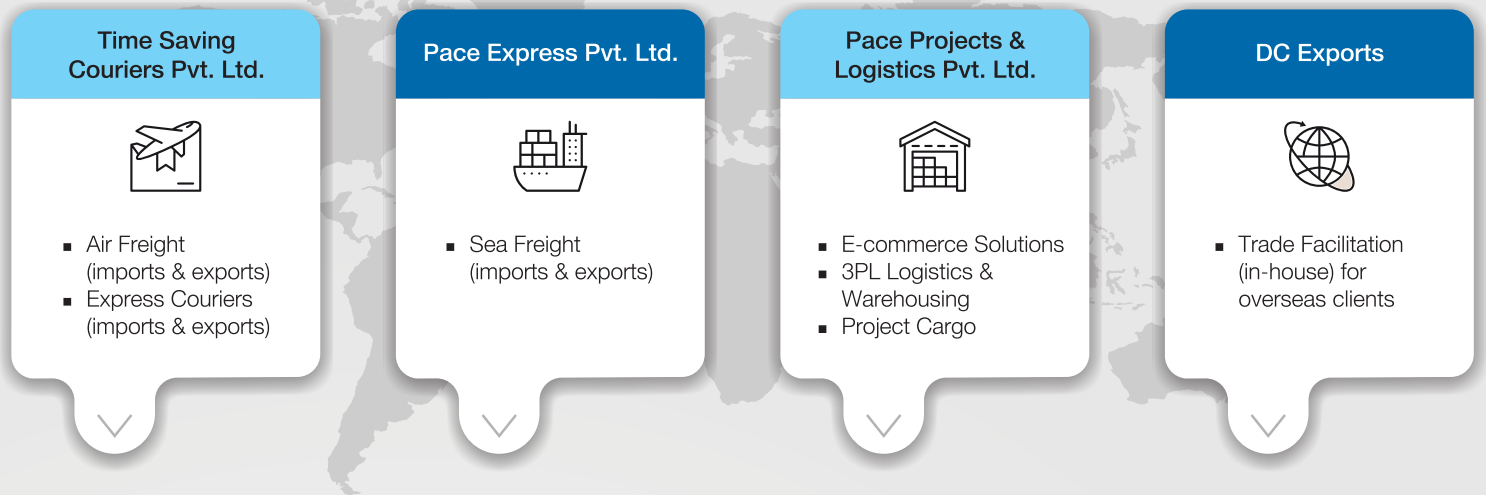 Time Saving
Couriers Pvt. Ltd.
▪ Air Freight
(imports & exports)
▪ Express Couriers
(imports & exports)
Pace Express Pvt. Ltd.
▪ Sea Freight
(imports & exports)
Pace Projects &
Logistics Pvt. Ltd.
▪ E-commerce Solutions
▪ 3PL Logistics &
Warehousing
▪ Project Cargo
DC Exports
▪ Trade Facilitation
(in-house) for
overseas clients